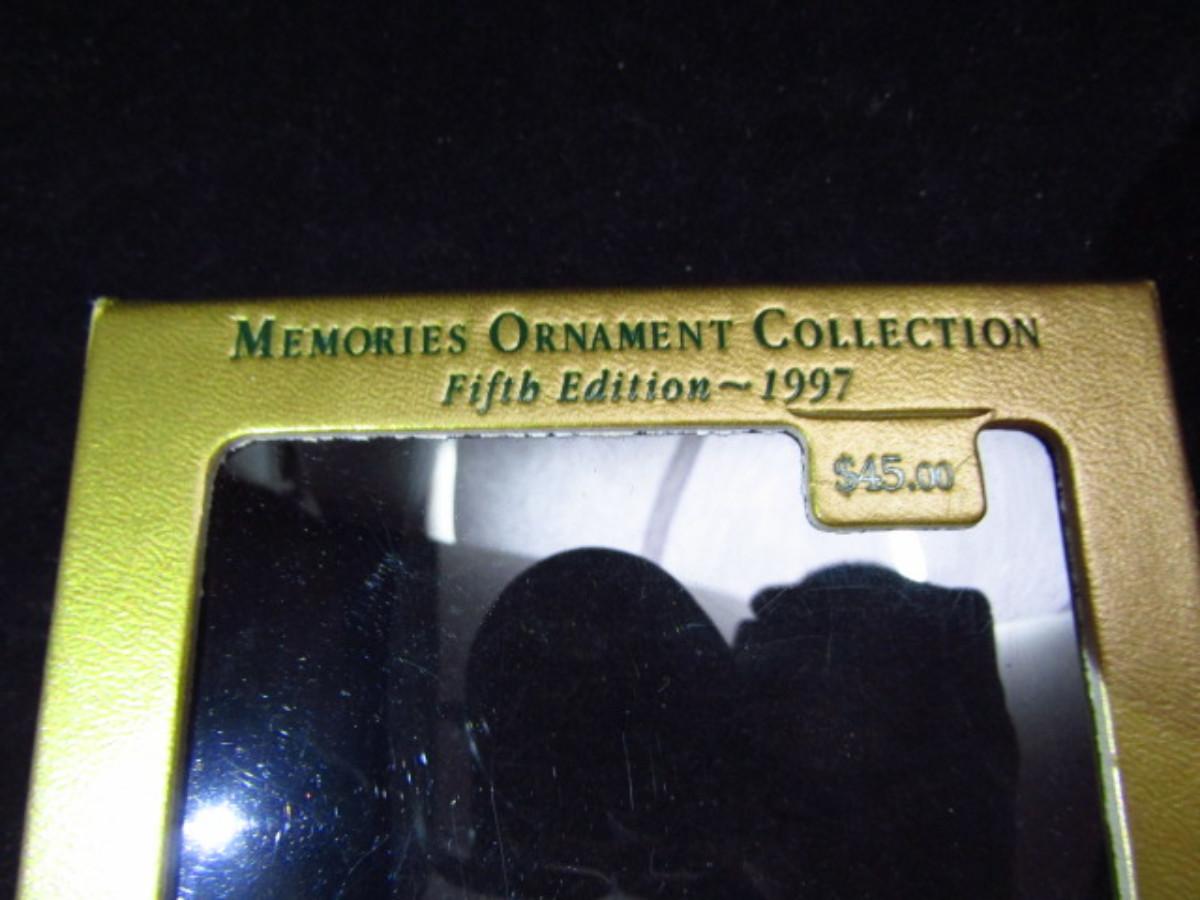 MEMORIES ORNAMENT COLLECTION
Fifth Edition~1997
$45.00